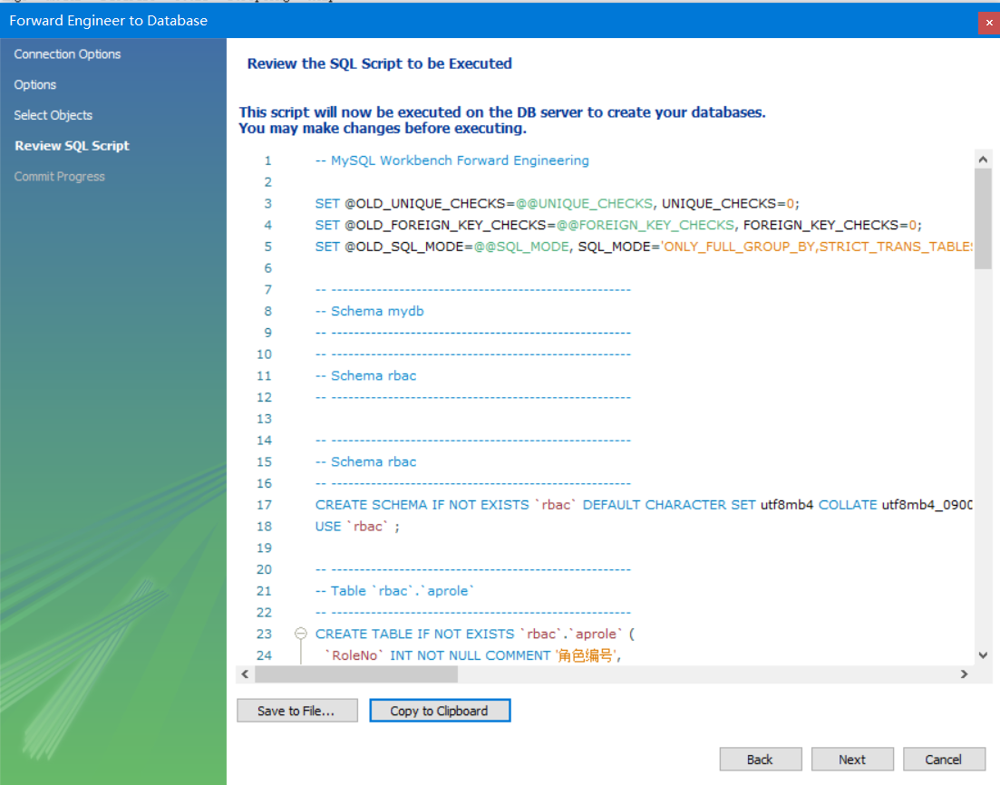 Forward Engineer to Database
Connection Options
Options
Select Objects
Review SQL Script
Commit Progress
Review the SQL Script to be Executed
This script will now be executed on the DB server to create your databases.
You may make changes before executing.
1 -- MySQL Workbench Forward Engineering
2
3 SET @OLD_UNIQUE_CHECKS=@@UNIQUE_CHECKS, UNIQUE_CHECKS=0;
4 SET @OLD_FOREIGN_KEY_CHECKS=@@FOREIGN_KEY_CHECKS, FOREIGN_KEY_CHECKS=0;
5 SET @OLD_SQL_MODE=@@SQL_MODE, SQL_MODE='ONLY_FULL_GROUP_BY,STRICT_TRANS_TABLES
6
7 -- -----------------------------------------------------
8 -- Schema mydb
9 -- -----------------------------------------------------
10 -- -----------------------------------------------------
11 -- Schema rbac
12 -- -----------------------------------------------------
13
14 -- -----------------------------------------------------
15 -- Schema rbac
16 -- -----------------------------------------------------
17 CREATE SCHEMA IF NOT EXISTS `rbac` DEFAULT CHARACTER SET utf8mb4 COLLATE utf8mb4_0900
18 USE `rbac` ;
19
20 -- -----------------------------------------------------
21 -- Table `rbac`.`aprole`
22 -- -----------------------------------------------------
23 CREATE TABLE IF NOT EXISTS `rbac`.`aprole` (
24 `RoleNo` INT NOT NULL COMMENT '角色编号',
Save to File...
Copy to Clipboard
Back
Next
Cancel